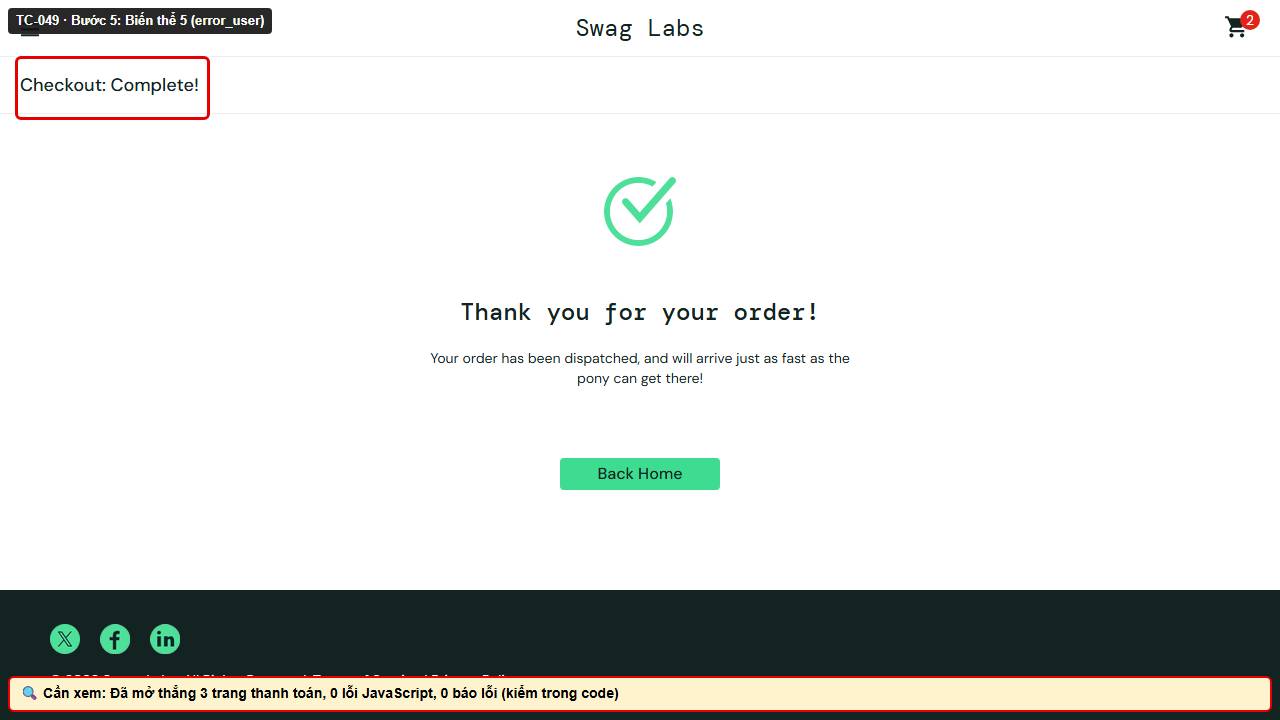 TC-049 · Bước 5: Biến thể 5 (error_user)
Swag Labs
2
Checkout: Complete!
Thank you for your order!
Your order has been dispatched, and will arrive just as fast as the
pony can get there!
Back Home
🔍 Cần xem: Đã mở thẳng 3 trang thanh toán, 0 lỗi JavaScript, 0 báo lỗi (kiểm trong code)